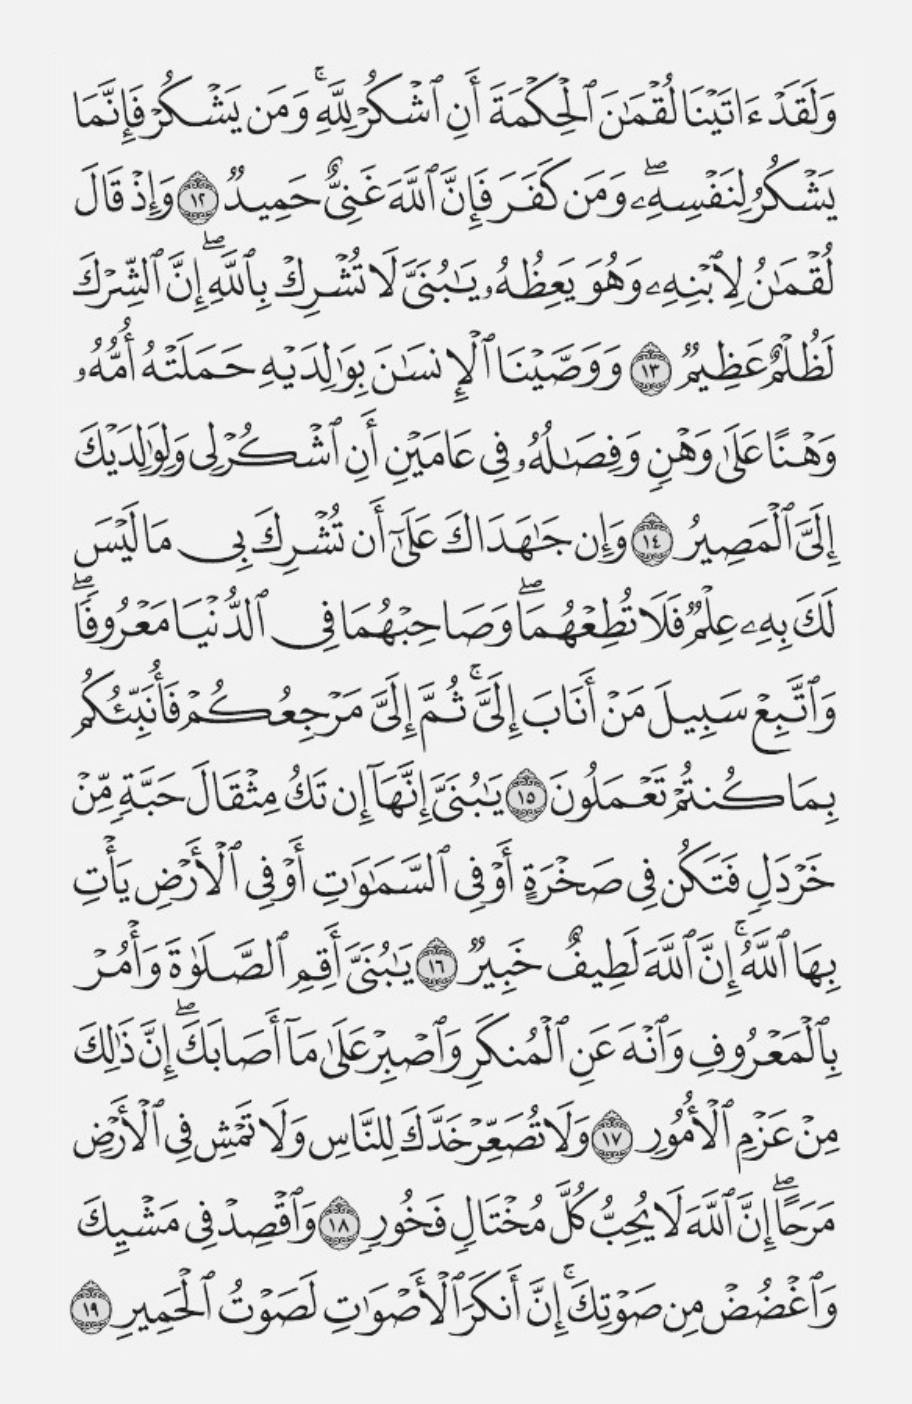 وَلَقَدْ ءَاتَيْنَا لُقْمَٰنَ ٱلْحِكْمَةَ أَنِ ٱشْكُرْ لِلَّهِ ۚ وَمَن يَشْكُرْ فَإِنَّمَا
يَشْكُرُ لِنَفْسِهِۦ ۖ وَمَن كَفَرَ فَإِنَّ ٱللَّهَ غَنِىٌّ حَمِيدٌ ١٢ وَإِذْ قَالَ
لُقْمَٰنُ لِٱبْنِهِۦ وَهُوَ يَعِظُهُۥ يَٰبُنَىَّ لَا تُشْرِكْ بِٱللَّهِ ۖ إِنَّ ٱلشِّرْكَ
لَظُلْمٌ عَظِيمٌ ١٣ وَوَصَّيْنَا ٱلْإِنسَٰنَ بِوَٰلِدَيْهِ حَمَلَتْهُ أُمُّهُۥ
وَهْنًا عَلَىٰ وَهْنٍ وَفِصَٰلُهُۥ فِى عَامَيْنِ أَنِ ٱشْكُرْ لِى وَلِوَٰلِدَيْكَ
إِلَىَّ ٱلْمَصِيرُ ١٤ وَإِن جَٰهَدَاكَ عَلَىٰٓ أَن تُشْرِكَ بِى مَا لَيْسَ
لَكَ بِهِۦ عِلْمٌ فَلَا تُطِعْهُمَا ۖ وَصَاحِبْهُمَا فِى ٱلدُّنْيَا مَعْرُوفًا ۖ
وَٱتَّبِعْ سَبِيلَ مَنْ أَنَابَ إِلَىَّ ۚ ثُمَّ إِلَىَّ مَرْجِعُكُمْ فَأُنَبِّئُكُم
بِمَا كُنتُمْ تَعْمَلُونَ ١٥ يَٰبُنَىَّ إِنَّهَآ إِن تَكُ مِثْقَالَ حَبَّةٍ مِّنْ
خَرْدَلٍ فَتَكُن فِى صَخْرَةٍ أَوْ فِى ٱلسَّمَٰوَٰتِ أَوْ فِى ٱلْأَرْضِ يَأْتِ
بِهَا ٱللَّهُ ۚ إِنَّ ٱللَّهَ لَطِيفٌ خَبِيرٌ ١٦ يَٰبُنَىَّ أَقِمِ ٱلصَّلَوٰةَ وَأْمُرْ
بِٱلْمَعْرُوفِ وَٱنْهَ عَنِ ٱلْمُنكَرِ وَٱصْبِرْ عَلَىٰ مَآ أَصَابَكَ ۖ إِنَّ ذَٰلِكَ
مِنْ عَزْمِ ٱلْأُمُورِ ١٧ وَلَا تُصَعِّرْ خَدَّكَ لِلنَّاسِ وَلَا تَمْشِ فِى ٱلْأَرْضِ
مَرَحًا ۖ إِنَّ ٱللَّهَ لَا يُحِبُّ كُلَّ مُخْتَالٍ فَخُورٍ ١٨ وَٱقْصِدْ فِى مَشْيِكَ
وَٱغْضُضْ مِن صَوْتِكَ ۚ إِنَّ أَنكَرَ ٱلْأَصْوَٰتِ لَصَوْتُ ٱلْحَمِيرِ ١٩